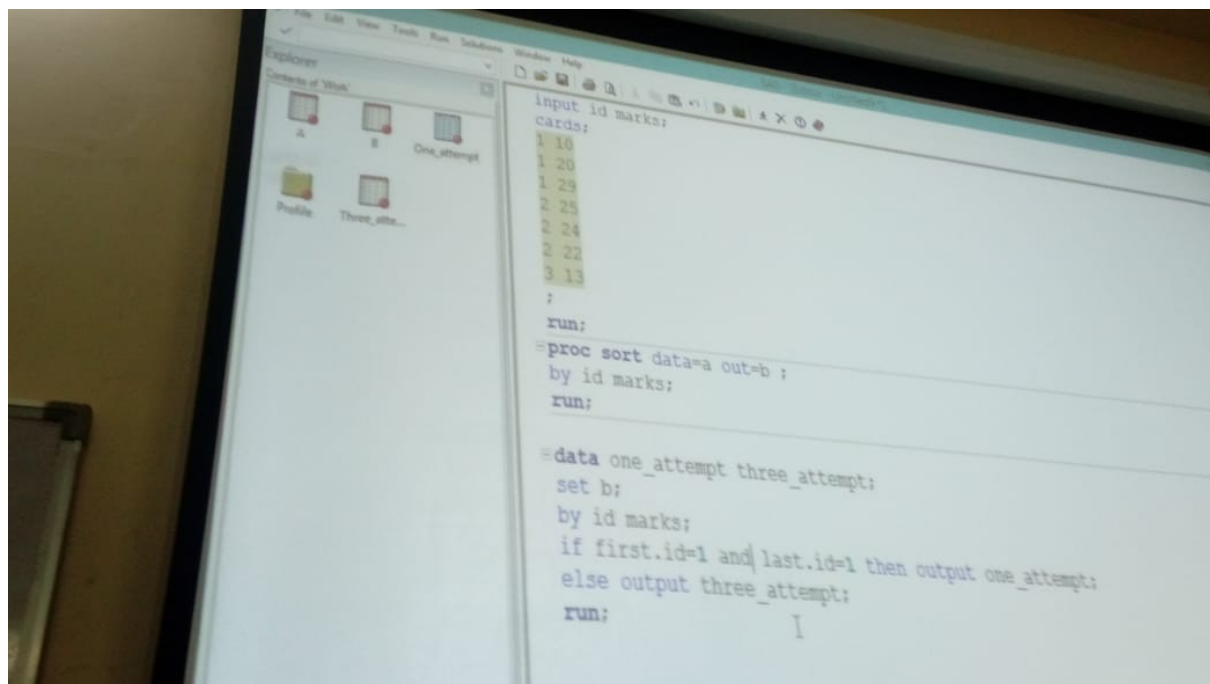 File Edit View Tools Run Solutions Window Help
Explorer
Contents of 'Work'
A
B
One_attempt
Profile
Three_atte...
input id marks;
cards;
1 10
1 20
1 29
2 25
2 24
2 22
3 13
;
run;
proc sort data=a out=b ;
by id marks;
run;
data one_attempt three_attempt;
set b;
by id marks;
if first.id=1 and last.id=1 then output one_attempt;
else output three_attempt;
run;